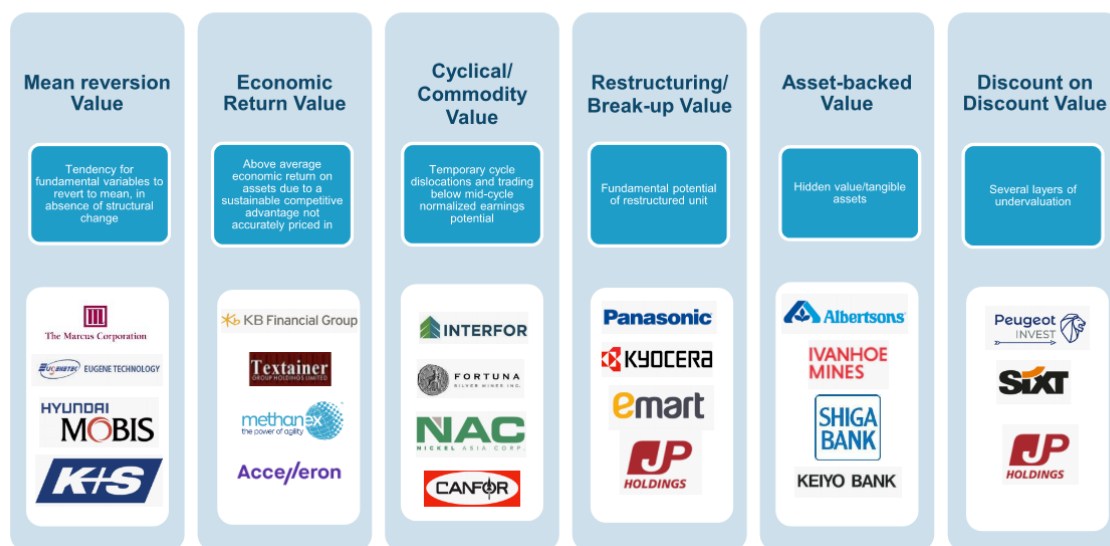 Mean reversion
Value
Tendency for
fundamental variables to
revert to mean, in
absence of structural
change
The Marcus Corporation
EUGENETEC EUGENE TECHNOLOGY
HYUNDAI
MOBIS
K+S
Economic
Return Value
Above average
economic return on
assets due to a
sustainable competitive
advantage not
accurately priced in
Kb KB Financial Group
Textainer
GROUP HOLDINGS LIMITED
methanex
the power of agility
Accelleron
Cyclical/
Commodity
Value
Temporary cycle
dislocations and trading
below mid-cycle
normalized earnings
potential
INTERFOR
FORTUNA
SILVER MINES INC.
NAC
NICKEL ASIA CORP.
CANFOR
Restructuring/
Break-up Value
Fundamental potential
of restructured unit
Panasonic
KYOCERA
emart
JP
HOLDINGS
Asset-backed
Value
Hidden value/tangible
assets
Albertsons
IVANHOE
MINES
SHIGA
BANK
KEIYO BANK
Discount on
Discount Value
Several layers of
undervaluation
Peugeot
INVEST
SiXT
JP
HOLDINGS